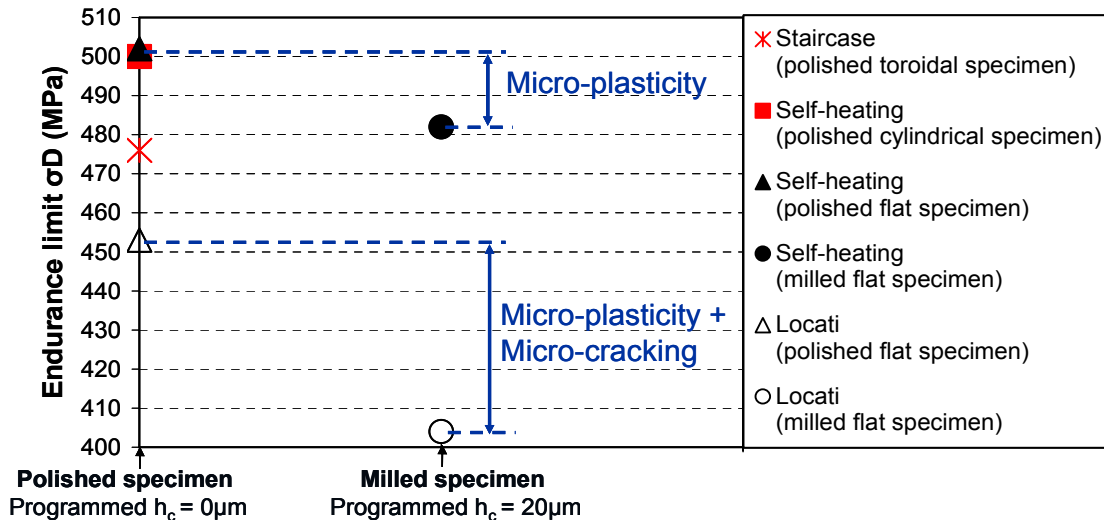 Endurance limit σD (MPa)
510
500
490
480
470
460
450
440
430
420
410
400
Micro-plasticity
Micro-plasticity +
Micro-cracking
Polished specimen
Programmed hc = 0µm
Milled specimen
Programmed hc = 20µm
Staircase
(polished toroidal specimen)
Self-heating
(polished cylindrical specimen)
Self-heating
(polished flat specimen)
Self-heating
(milled flat specimen)
Locati
(polished flat specimen)
Locati
(milled flat specimen)